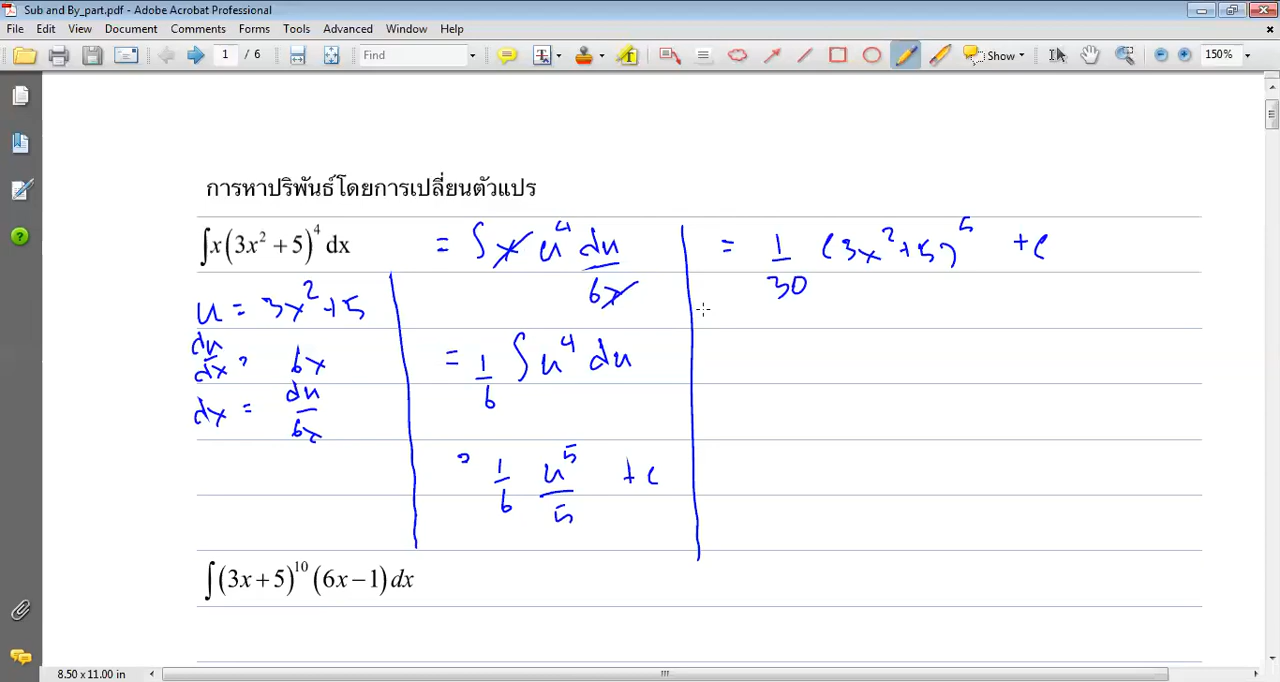 Sub and By_part.pdf - Adobe Acrobat Professional
File Edit View Document Comments Forms Tools Advanced Window Help
1 / 6 Find Show 150%
การหาปริพันธ์โดยการเปลี่ยนตัวแปร
∫x(3x² + 5)⁴ dx = ∫ x u⁴ du/6x = 1/30 (3x²+5)⁵ + c
u = 3x²+5
du/dx = 6x = 1/6 ∫ u⁴ du
dx = du/6x
= 1/6 u⁵/5 + c
∫(3x + 5)¹⁰ (6x − 1) dx
8.50 x 11.00 in